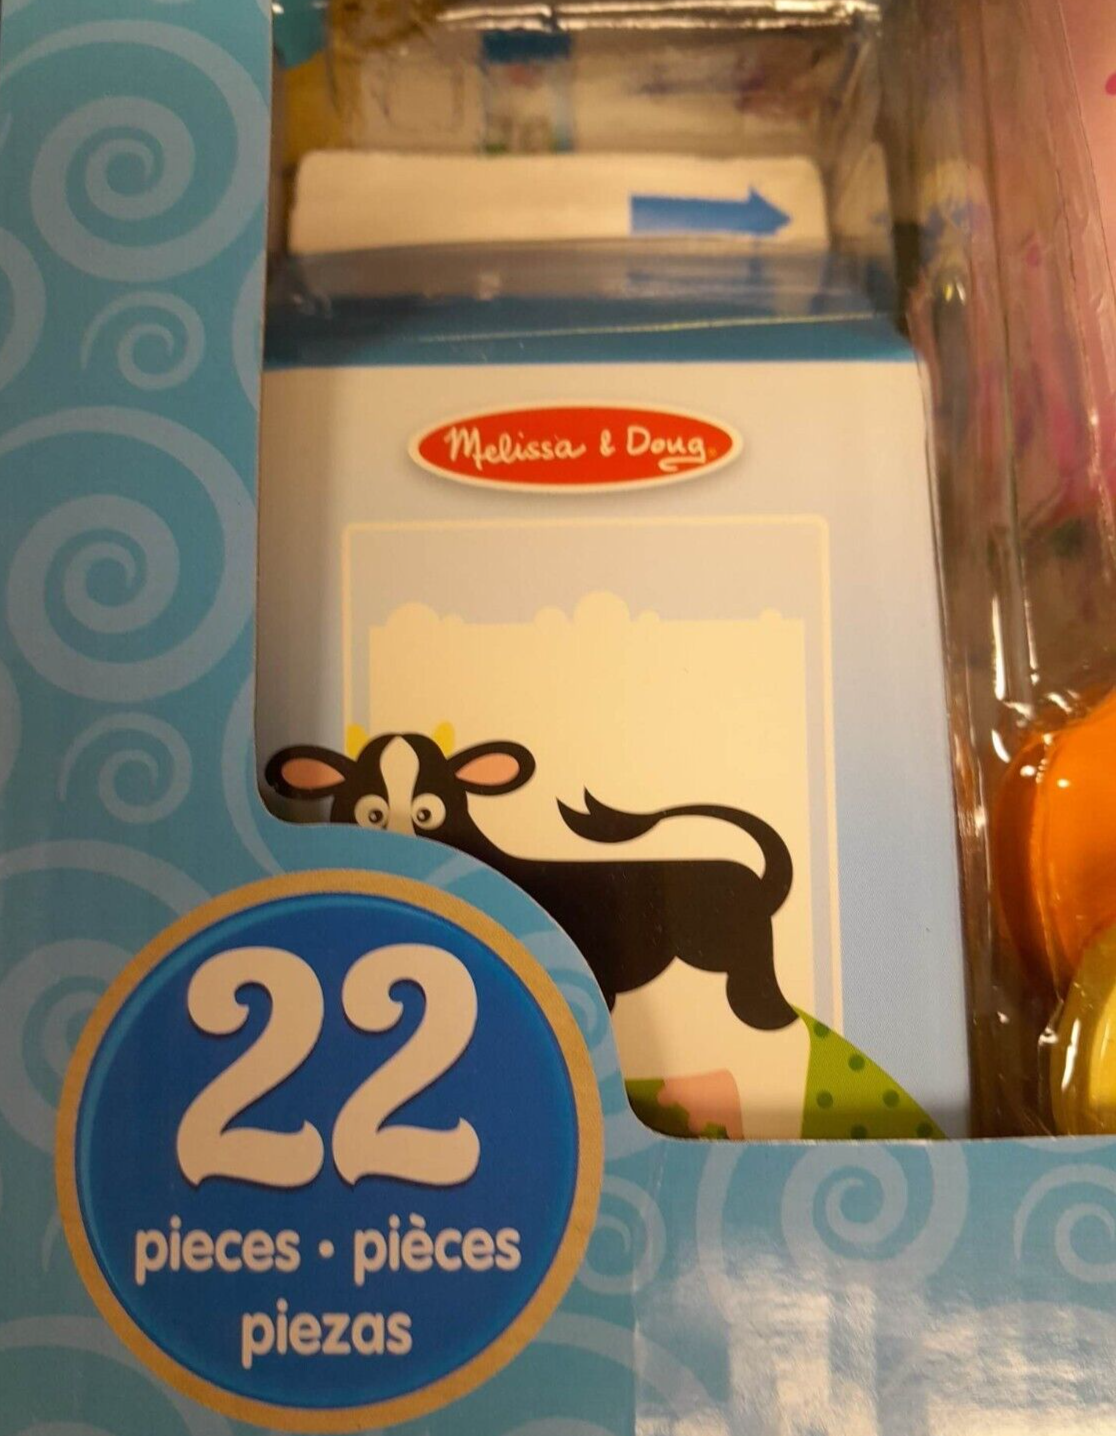 Melissa & Doug
22
pieces • pièces
piezas